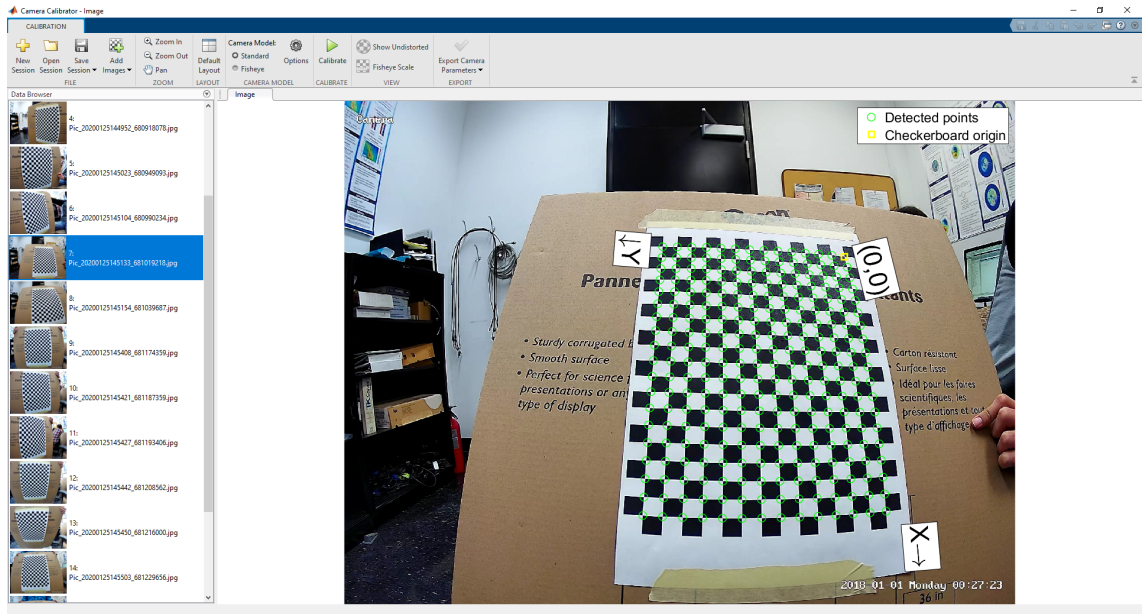 Camera Calibrator - Image
CALIBRATION
New Session
Open Session
Save Session
Add Images
Zoom In
Zoom Out
Pan
Default Layout
Camera Model:
Standard
Fisheye
Options
Calibrate
Show Undistorted
Fisheye Scale
Export Camera Parameters
FILE
ZOOM
LAYOUT
CAMERA MODEL
CALIBRATE
VIEW
EXPORT
Data Browser
Image
4:
Pic_20200125144952_680918078.jpg
5:
Pic_20200125145023_680949093.jpg
6:
Pic_20200125145104_680990234.jpg
7:
Pic_20200125145133_681019218.jpg
8:
Pic_20200125145154_681039687.jpg
9:
Pic_20200125145408_681174359.jpg
10:
Pic_20200125145421_681187359.jpg
11:
Pic_20200125145427_681193406.jpg
12:
Pic_20200125145442_681208562.jpg
13:
Pic_20200125145450_681216000.jpg
14:
Pic_20200125145503_681229656.jpg
Camera
Detected points
Checkerboard origin
←Y
(0,0)
Panne
ants
• Sturdy corrugated
• Smooth surface
• Perfect for science
presentations or any
type of display
Carton résistant
Surface lisse
Idéal pour les foires
scientifiques, les
présentations et tout
type d'affichage
X→
2018-01-01 Monday 00:27:23
36 in